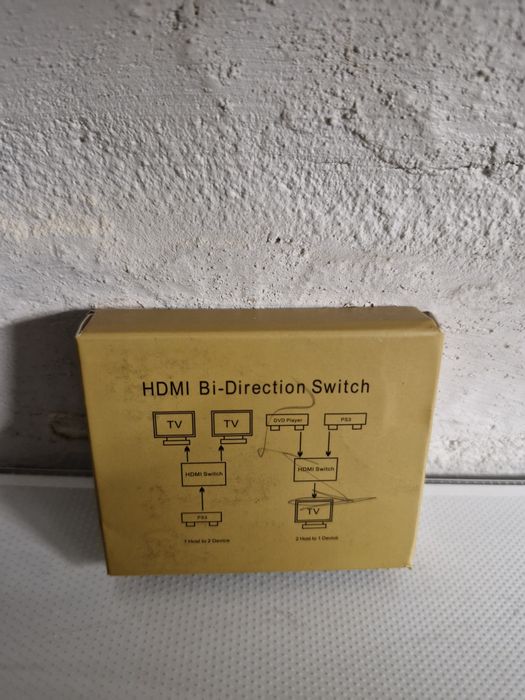 HDMI Bi-Direction Switch
TV
TV
HDMI Switch
PS3
1 Host to 2 Device
DVD Player
PS3
HDMI Switch
TV
2 Host to 1 Device